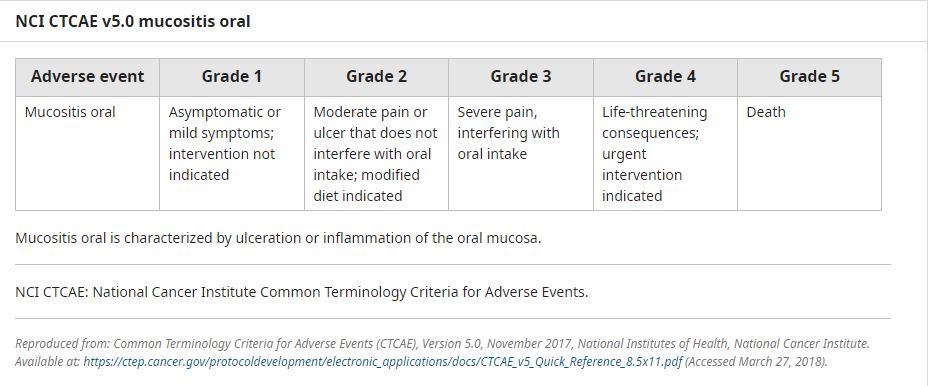 NCI CTCAE v5.0 mucositis oral
Adverse event Grade 1 Grade 2 Grade 3 Grade 4 Grade 5
Mucositis oral Asymptomatic or Moderate pain or Severe pain, Life-threatening Death
mild symptoms; ulcer that does not interfering with consequences;
intervention not interfere with oral oral intake urgent
indicated intake; modified intervention
diet indicated indicated
Mucositis oral is characterized by ulceration or inflammation of the oral mucosa.
NCI CTCAE: National Cancer Institute Common Terminology Criteria for Adverse Events.
Reproduced from: Common Terminology Criteria for Adverse Events (CTCAE), Version 5.0, November 2017, National Institutes of Health, National Cancer Institute.
Available at: https://ctep.cancer.gov/protocoldevelopment/electronic_applications/docs/CTCAE_v5_Quick_Reference_8.5x11.pdf (Accessed March 27, 2018).